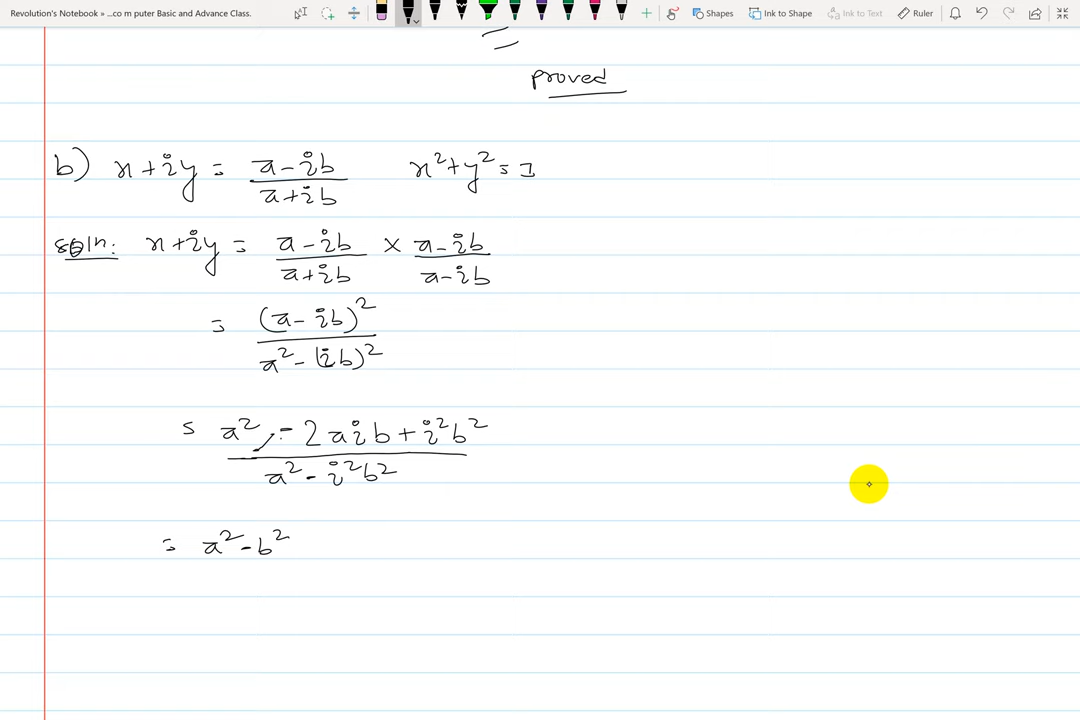 Revolution's Notebook » ...co m puter Basic and Advance Class.
Shapes Ink to Shape Ink to Text Ruler
proved
b) x+iy = a-ib / a+ib x²+y² = 1
soln: x+iy = a-ib / a+ib × a-ib / a-ib
= (a-ib)² / a²-(ib)²
= a² - 2aib + i²b² / a² - i²b²
= a² - b²